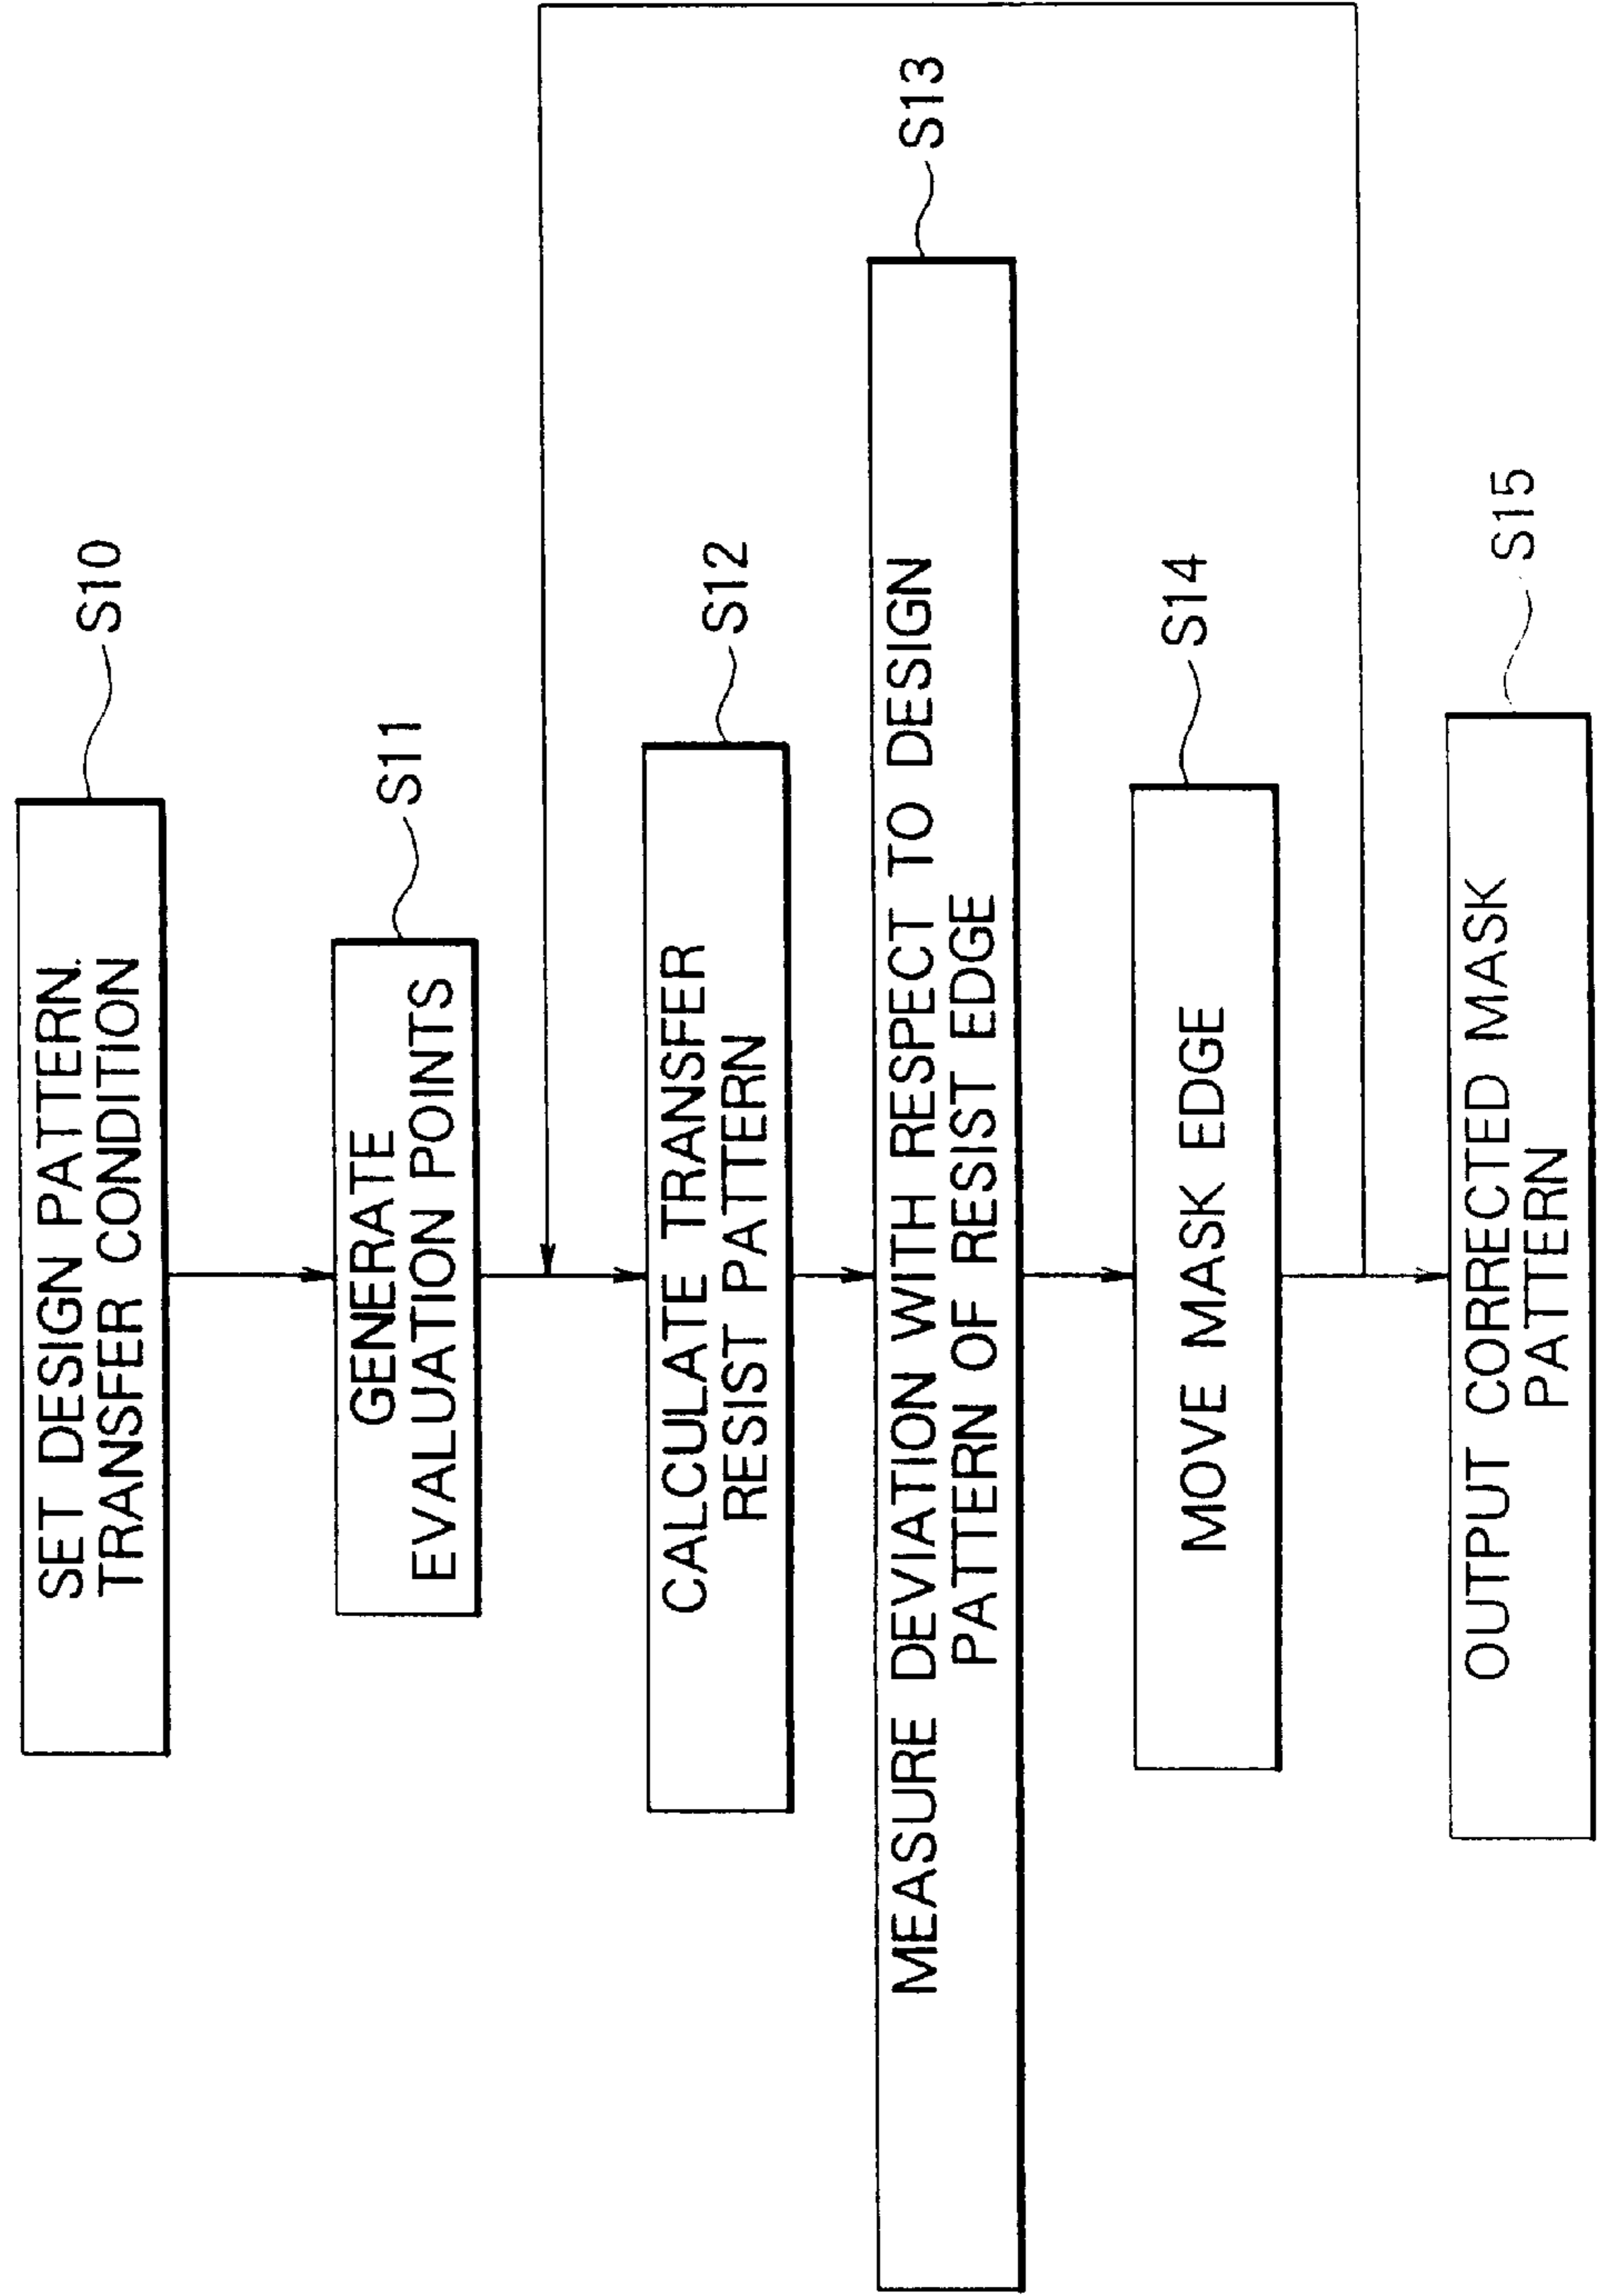 SET DESIGN PATTERN.
TRANSFER CONDITION
S10
GENERATE
EVALUATION POINTS
S11
CALCULATE TRANSFER
RESIST PATTERN
S12
MEASURE DEVIATION WITH RESPECT TO DESIGN
PATTERN OF RESIST EDGE
S13
MOVE MASK EDGE
S14
OUTPUT CORRECTED MASK
PATTERN
S15